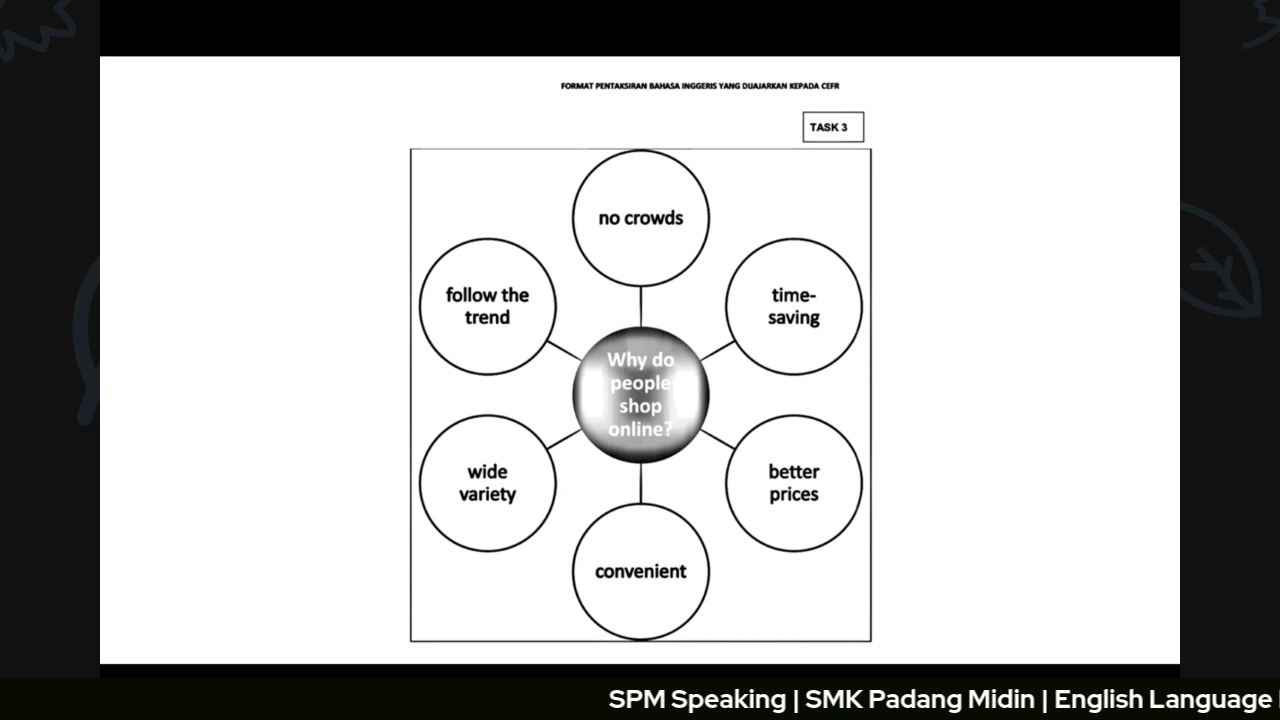 FORMAT PENTAKSIRAN BAHASA INGGERIS YANG DIJAJARKAN KEPADA CEFR
TASK 3
no crowds
follow the
trend
time-
saving
Why do
people
shop
online?
wide
variety
better
prices
convenient
SPM Speaking | SMK Padang Midin | English Language